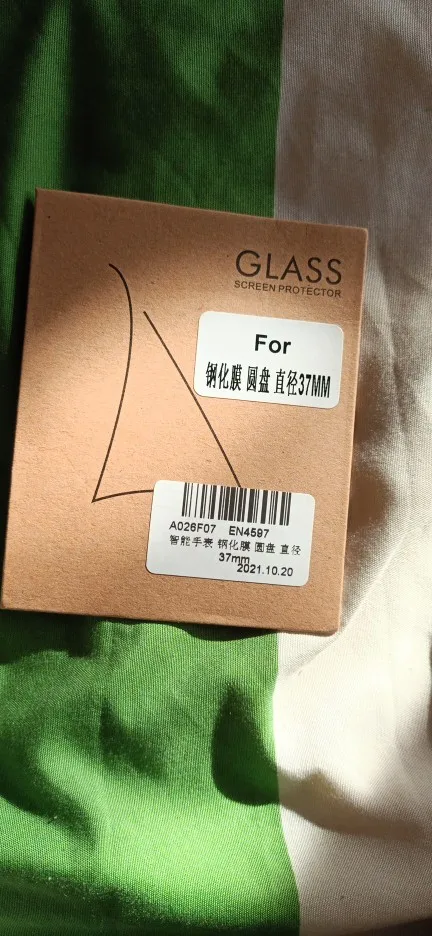 GLASS
SCREEN PROTECTOR
For
钢化膜 圆盘 直径37MM
A026F07 EN4597
智能手表 钢化膜 圆盘 直径
37mm
2021.10.20